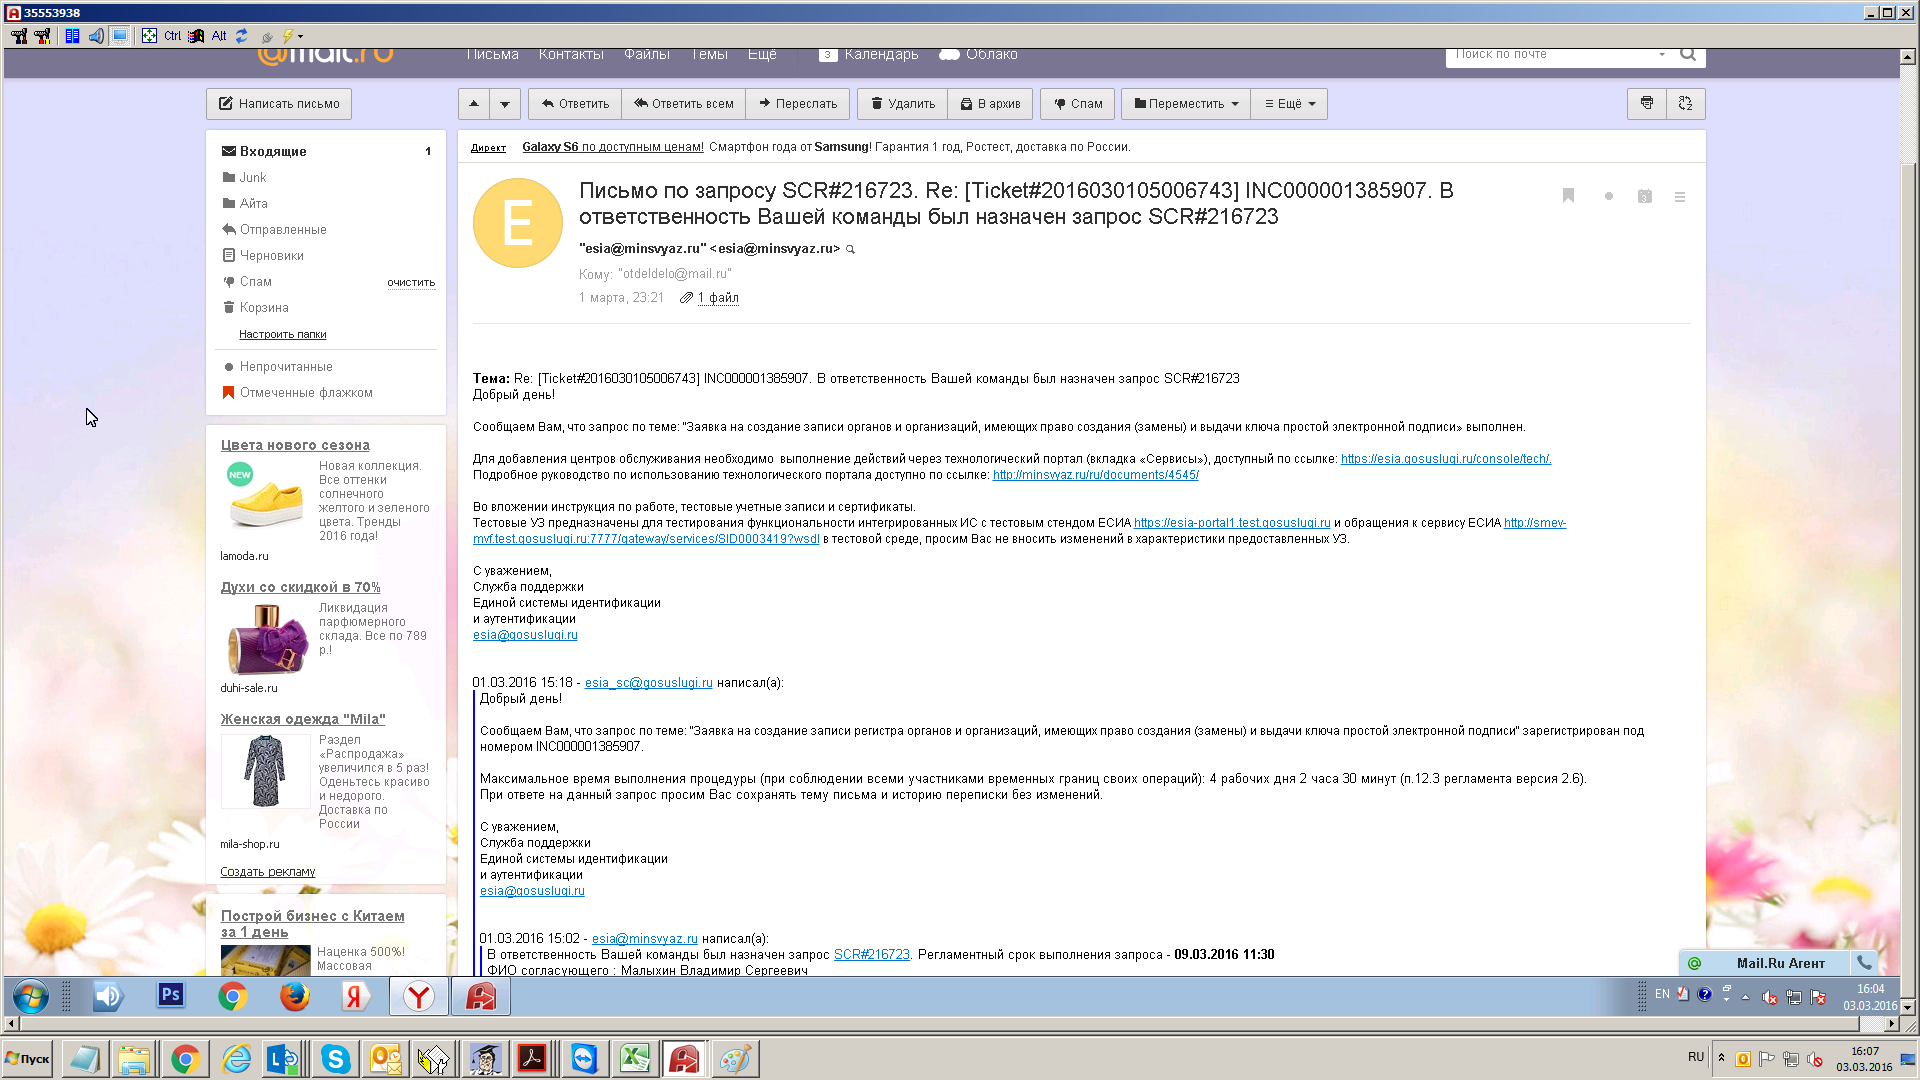 35553938
Ctrl
Alt
@mail.ru
Письма
Контакты
Файлы
Темы
Ещё
3
Календарь
Облако
Поиск по почте
Написать письмо
Ответить
Ответить всем
Переслать
Удалить
В архив
Спам
Переместить
Ещё
Входящие 1
Junk
Айта
Отправленные
Черновики
Спам очистить
Корзина
Настроить папки
Непрочитанные
Отмеченные флажком
Цвета нового сезона
NEW
Новая коллекция.
Все оттенки
солнечного
желтого и зеленого
цвета. Тренды
2016 года!
lamoda.ru
Духи со скидкой в 70%
Ликвидация
парфюмерного
склада. Все по 789
р.!
duhi-sale.ru
Женская одежда "Mila"
Раздел
«Распродажа»
увеличился в 5 раз!
Оденьтесь красиво
и недорого.
Доставка по
России
mila-shop.ru
Создать рекламу
Построй бизнес с Китаем
за 1 день
Наценка 500%!
Массовая
Директ Galaxy S6 по доступным ценам! Смартфон года от Samsung! Гарантия 1 год, Ростест, доставка по России.
E
Письмо по запросу SCR#216723. Re: [Ticket#2016030105006743] INC000001385907. В
ответственность Вашей команды был назначен запрос SCR#216723
3
"esia@minsvyaz.ru" <esia@minsvyaz.ru>
Кому: "otdeldelo@mail.ru"
1 марта, 23:21 1 файл
Тема: Re: [Ticket#2016030105006743] INC000001385907. В ответственность Вашей команды был назначен запрос SCR#216723
Добрый день!
Сообщаем Вам, что запрос по теме: "Заявка на создание записи органов и организаций, имеющих право создания (замены) и выдачи ключа простой электронной подписи» выполнен.
Для добавления центров обслуживания необходимо выполнение действий через технологический портал (вкладка «Сервисы»), доступный по ссылке: https://esia.gosuslugi.ru/console/tech/.
Подробное руководство по использованию технологического портала доступно по ссылке: http://minsvyaz.ru/ru/documents/4545/
Во вложении инструкция по работе, тестовые учетные записи и сертификаты.
Тестовые УЗ предназначены для тестирования функциональности интегрированных ИС с тестовым стендом ЕСИА https://esia-portal1.test.gosuslugi.ru и обращения к сервису ЕСИА http://smev-
mvf.test.gosuslugi.ru:7777/gateway/services/SID0003419?wsdl в тестовой среде, просим Вас не вносить изменений в характеристики предоставленных УЗ.
С уважением,
Служба поддержки
Единой системы идентификации
и аутентификации
esia@gosuslugi.ru
01.03.2016 15:18 - esia_sc@gosuslugi.ru написал(а):
Добрый день!
Сообщаем Вам, что запрос по теме: "Заявка на создание записи регистра органов и организаций, имеющих право создания (замены) и выдачи ключа простой электронной подписи" зарегистрирован под
номером INC000001385907.
Максимальное время выполнения процедуры (при соблюдении всеми участниками временных границ своих операций): 4 рабочих дня 2 часа 30 минут (п.12.3 регламента версия 2.6).
При ответе на данный запрос просим Вас сохранять тему письма и историю переписки без изменений.
С уважением,
Служба поддержки
Единой системы идентификации
и аутентификации
esia@gosuslugi.ru
01.03.2016 15:02 - esia@minsvyaz.ru написал(а):
В ответственность Вашей команды был назначен запрос SCR#216723. Регламентный срок выполнения запроса - 09.03.2016 11:30
ФИО согласующего : Малыхин Владимир Сергеевич
Mail.Ru Агент
Ps
EN
16:04
03.03.2016
Пуск
RU
16:07
03.03.2016